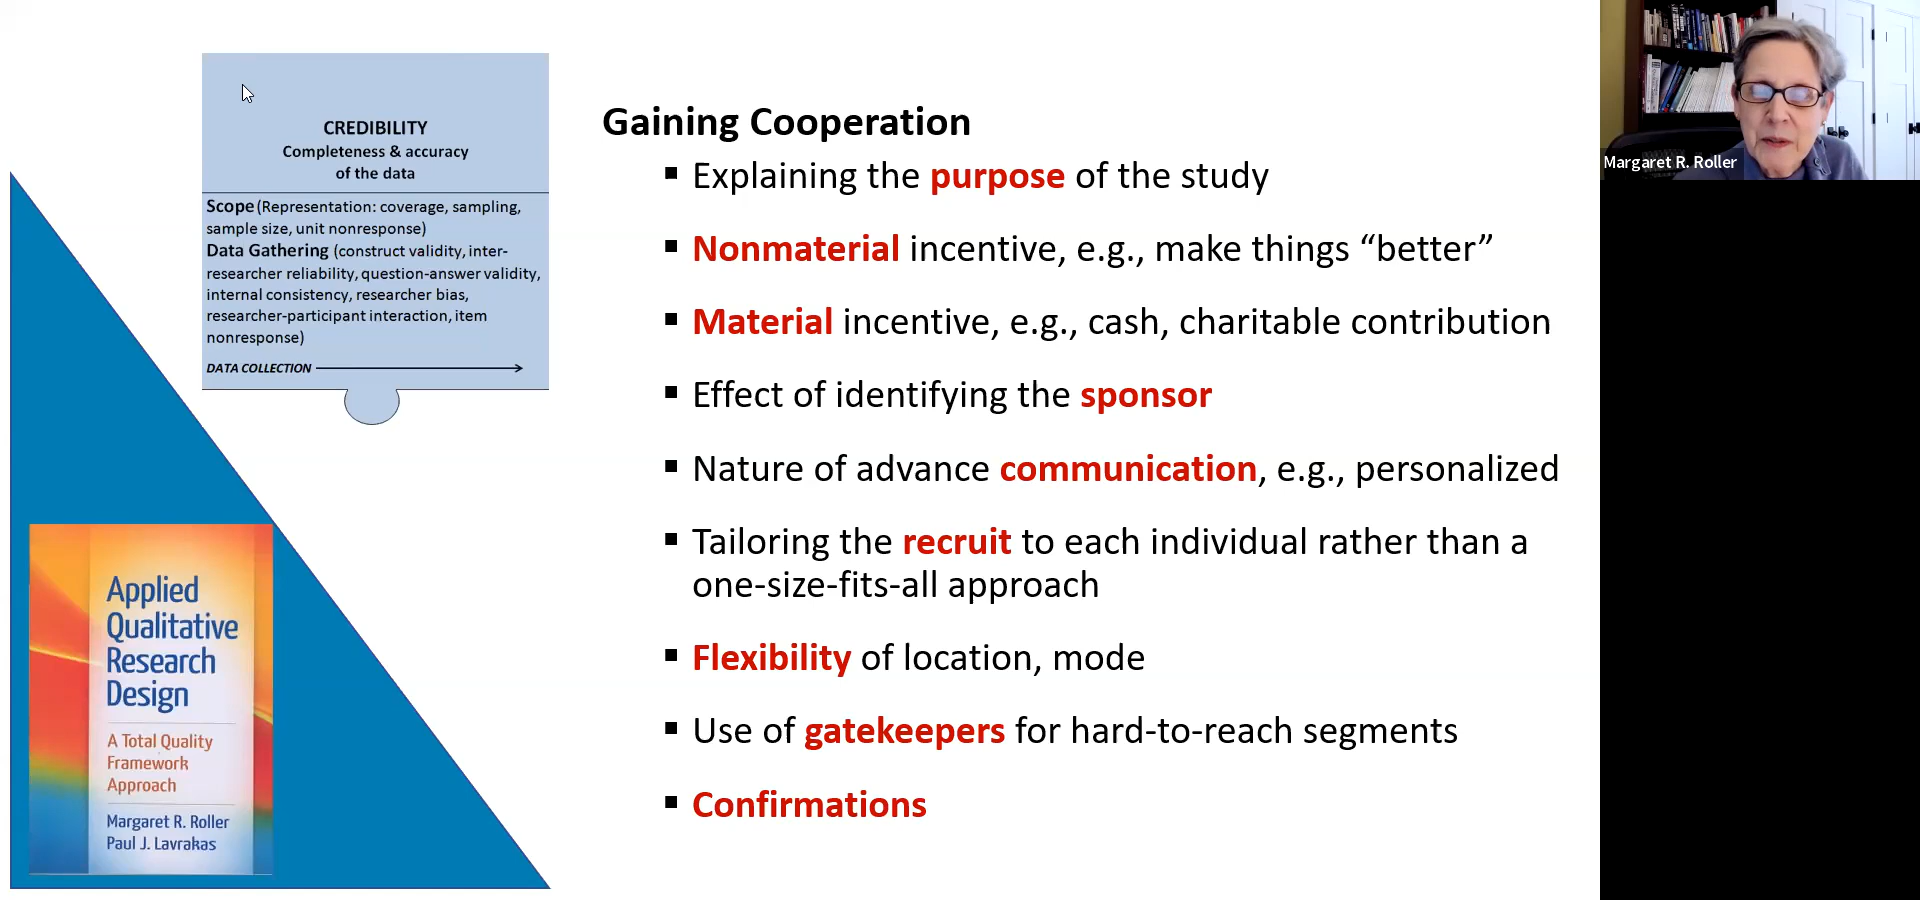 CREDIBILITY
Completeness & accuracy
of the data
Scope (Representation: coverage, sampling,
sample size, unit nonresponse)
Data Gathering (construct validity, inter-
researcher reliability, question-answer validity,
internal consistency, researcher bias,
researcher-participant interaction, item
nonresponse)
DATA COLLECTION
Applied
Qualitative
Research
Design
A Total Quality
Framework
Approach
Margaret R. Roller
Paul J. Lavrakas
Gaining Cooperation
▪ Explaining the purpose of the study
▪ Nonmaterial incentive, e.g., make things “better”
▪ Material incentive, e.g., cash, charitable contribution
▪ Effect of identifying the sponsor
▪ Nature of advance communication, e.g., personalized
▪ Tailoring the recruit to each individual rather than a
one-size-fits-all approach
▪ Flexibility of location, mode
▪ Use of gatekeepers for hard-to-reach segments
▪ Confirmations
Margaret R. Roller